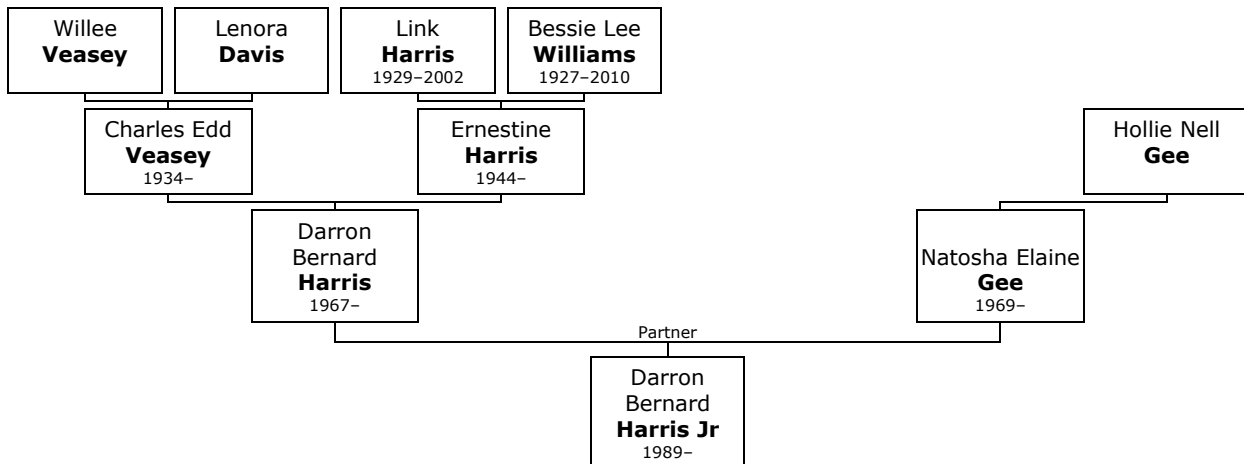 Willee
Veasey
Lenora
Davis
Link
Harris
1929–2002
Bessie Lee
Williams
1927–2010
Charles Edd
Veasey
1934–
Ernestine
Harris
1944–
Hollie Nell
Gee
Darron
Bernard
Harris
1967–
Natosha Elaine
Gee
1969–
Partner
Darron
Bernard
Harris Jr
1989–